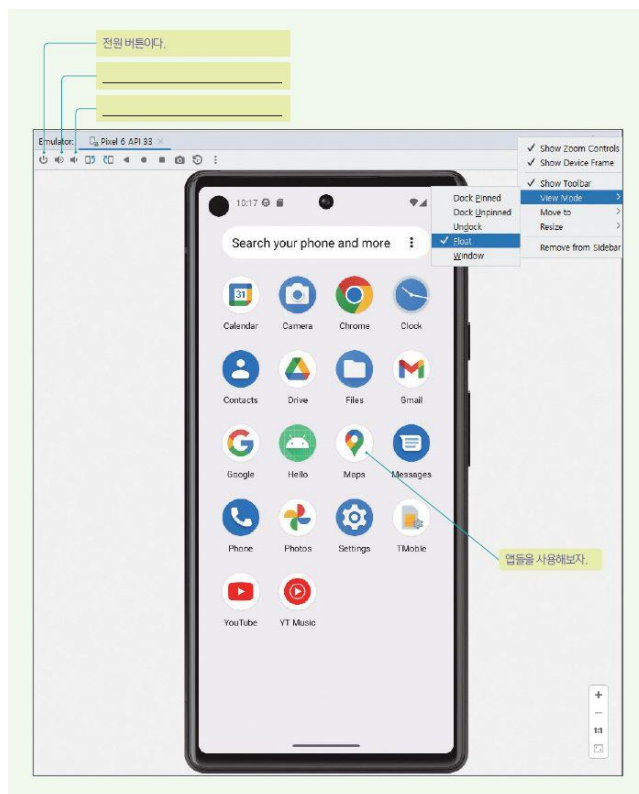 전원 버튼이다.
Emulator: Pixel 6 API 33
Show Zoom Controls
Show Device Frame
Show Toolbar
View Mode
Move to
Resize
Remove from Sidebar
Dock Pinned
Dock Unpinned
Undock
Float
Window
10:17
Search your phone and more
31
Calendar Camera Chrome Clock
Contacts Drive Files Gmail
Google Hello Maps Messages
Phone Photos Settings TMoble
앱들을 사용해보자.
YouTube YT Music
1:1